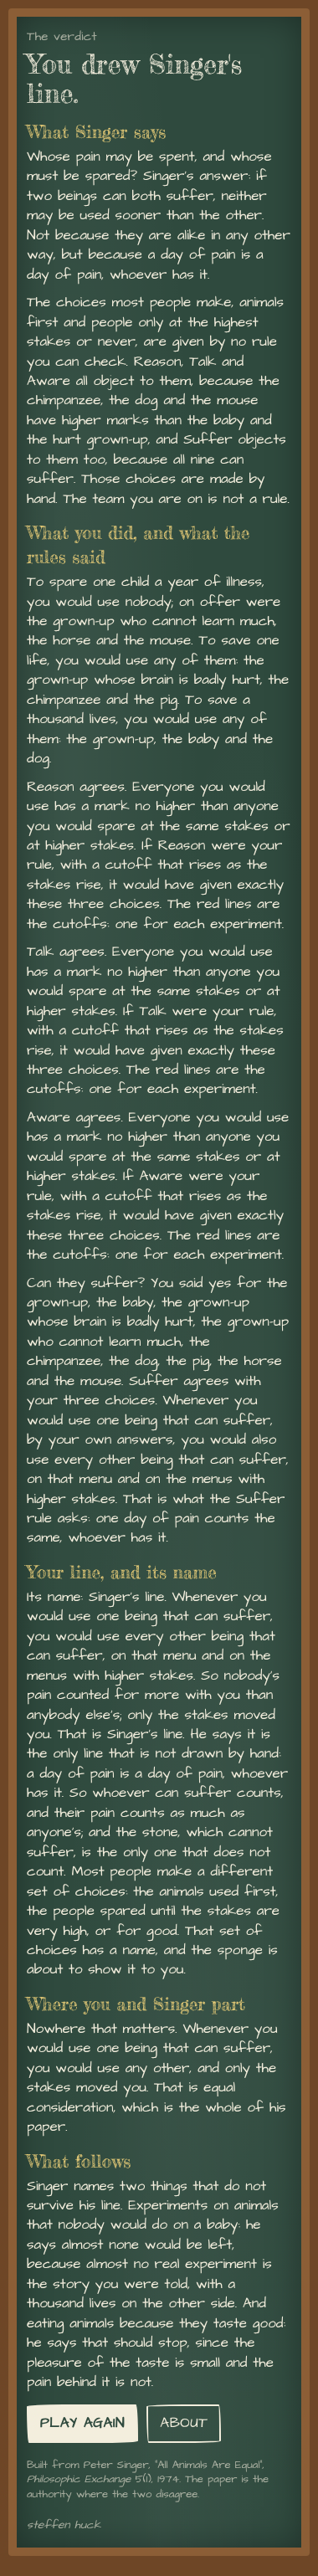 The verdict
You drew Singer's
line.
What Singer says
Whose pain may be spent, and whose
must be spared? Singer's answer: if
two beings can both suffer, neither
may be used sooner than the other.
Not because they are alike in any other
way, but because a day of pain is a
day of pain, whoever has it.
The choices most people make, animals
first and people only at the highest
stakes or never, are given by no rule
you can check. Reason, Talk and
Aware all object to them, because the
chimpanzee, the dog and the mouse
have higher marks than the baby and
the hurt grown-up, and Suffer objects
to them too, because all nine can
suffer. Those choices are made by
hand. The team you are on is not a rule.
What you did, and what the
rules said
To spare one child a year of illness,
you would use nobody; on offer were
the grown-up who cannot learn much,
the horse and the mouse. To save one
life, you would use any of them: the
grown-up whose brain is badly hurt, the
chimpanzee and the pig. To save a
thousand lives, you would use any of
them: the grown-up, the baby and the
dog.
Reason agrees. Everyone you would
use has a mark no higher than anyone
you would spare at the same stakes or
at higher stakes. If Reason were your
rule, with a cutoff that rises as the
stakes rise, it would have given exactly
these three choices. The red lines are
the cutoffs: one for each experiment.
Talk agrees. Everyone you would use
has a mark no higher than anyone you
would spare at the same stakes or at
higher stakes. If Talk were your rule,
with a cutoff that rises as the stakes
rise, it would have given exactly these
three choices. The red lines are the
cutoffs: one for each experiment.
Aware agrees. Everyone you would use
has a mark no higher than anyone you
would spare at the same stakes or at
higher stakes. If Aware were your
rule, with a cutoff that rises as the
stakes rise, it would have given exactly
these three choices. The red lines are
the cutoffs: one for each experiment.
Can they suffer? You said yes for the
grown-up, the baby, the grown-up
whose brain is badly hurt, the grown-up
who cannot learn much, the
chimpanzee, the dog, the pig, the horse
and the mouse. Suffer agrees with
your three choices. Whenever you
would use one being that can suffer,
by your own answers, you would also
use every other being that can suffer,
on that menu and on the menus with
higher stakes. That is what the Suffer
rule asks: one day of pain counts the
same, whoever has it.
Your line, and its name
Its name: Singer's line. Whenever you
would use one being that can suffer,
you would use every other being that
can suffer, on that menu and on the
menus with higher stakes. So nobody's
pain counted for more with you than
anybody else's; only the stakes moved
you. That is Singer's line. He says it is
the only line that is not drawn by hand:
a day of pain is a day of pain, whoever
has it. So whoever can suffer counts,
and their pain counts as much as
anyone's; and the stone, which cannot
suffer, is the only one that does not
count. Most people make a different
set of choices: the animals used first,
the people spared until the stakes are
very high, or for good. That set of
choices has a name, and the sponge is
about to show it to you.
Where you and Singer part
Nowhere that matters. Whenever you
would use one being that can suffer,
you would use any other, and only the
stakes moved you. That is equal
consideration, which is the whole of his
paper.
What follows
Singer names two things that do not
survive his line. Experiments on animals
that nobody would do on a baby: he
says almost none would be left,
because almost no real experiment is
the story you were told, with a
thousand lives on the other side. And
eating animals because they taste good:
he says that should stop, since the
pleasure of the taste is small and the
pain behind it is not.
PLAY AGAIN ABOUT
Built from Peter Singer, "All Animals Are Equal",
Philosophic Exchange 5(1), 1974. The paper is the
authority where the two disagree.
steffen huck